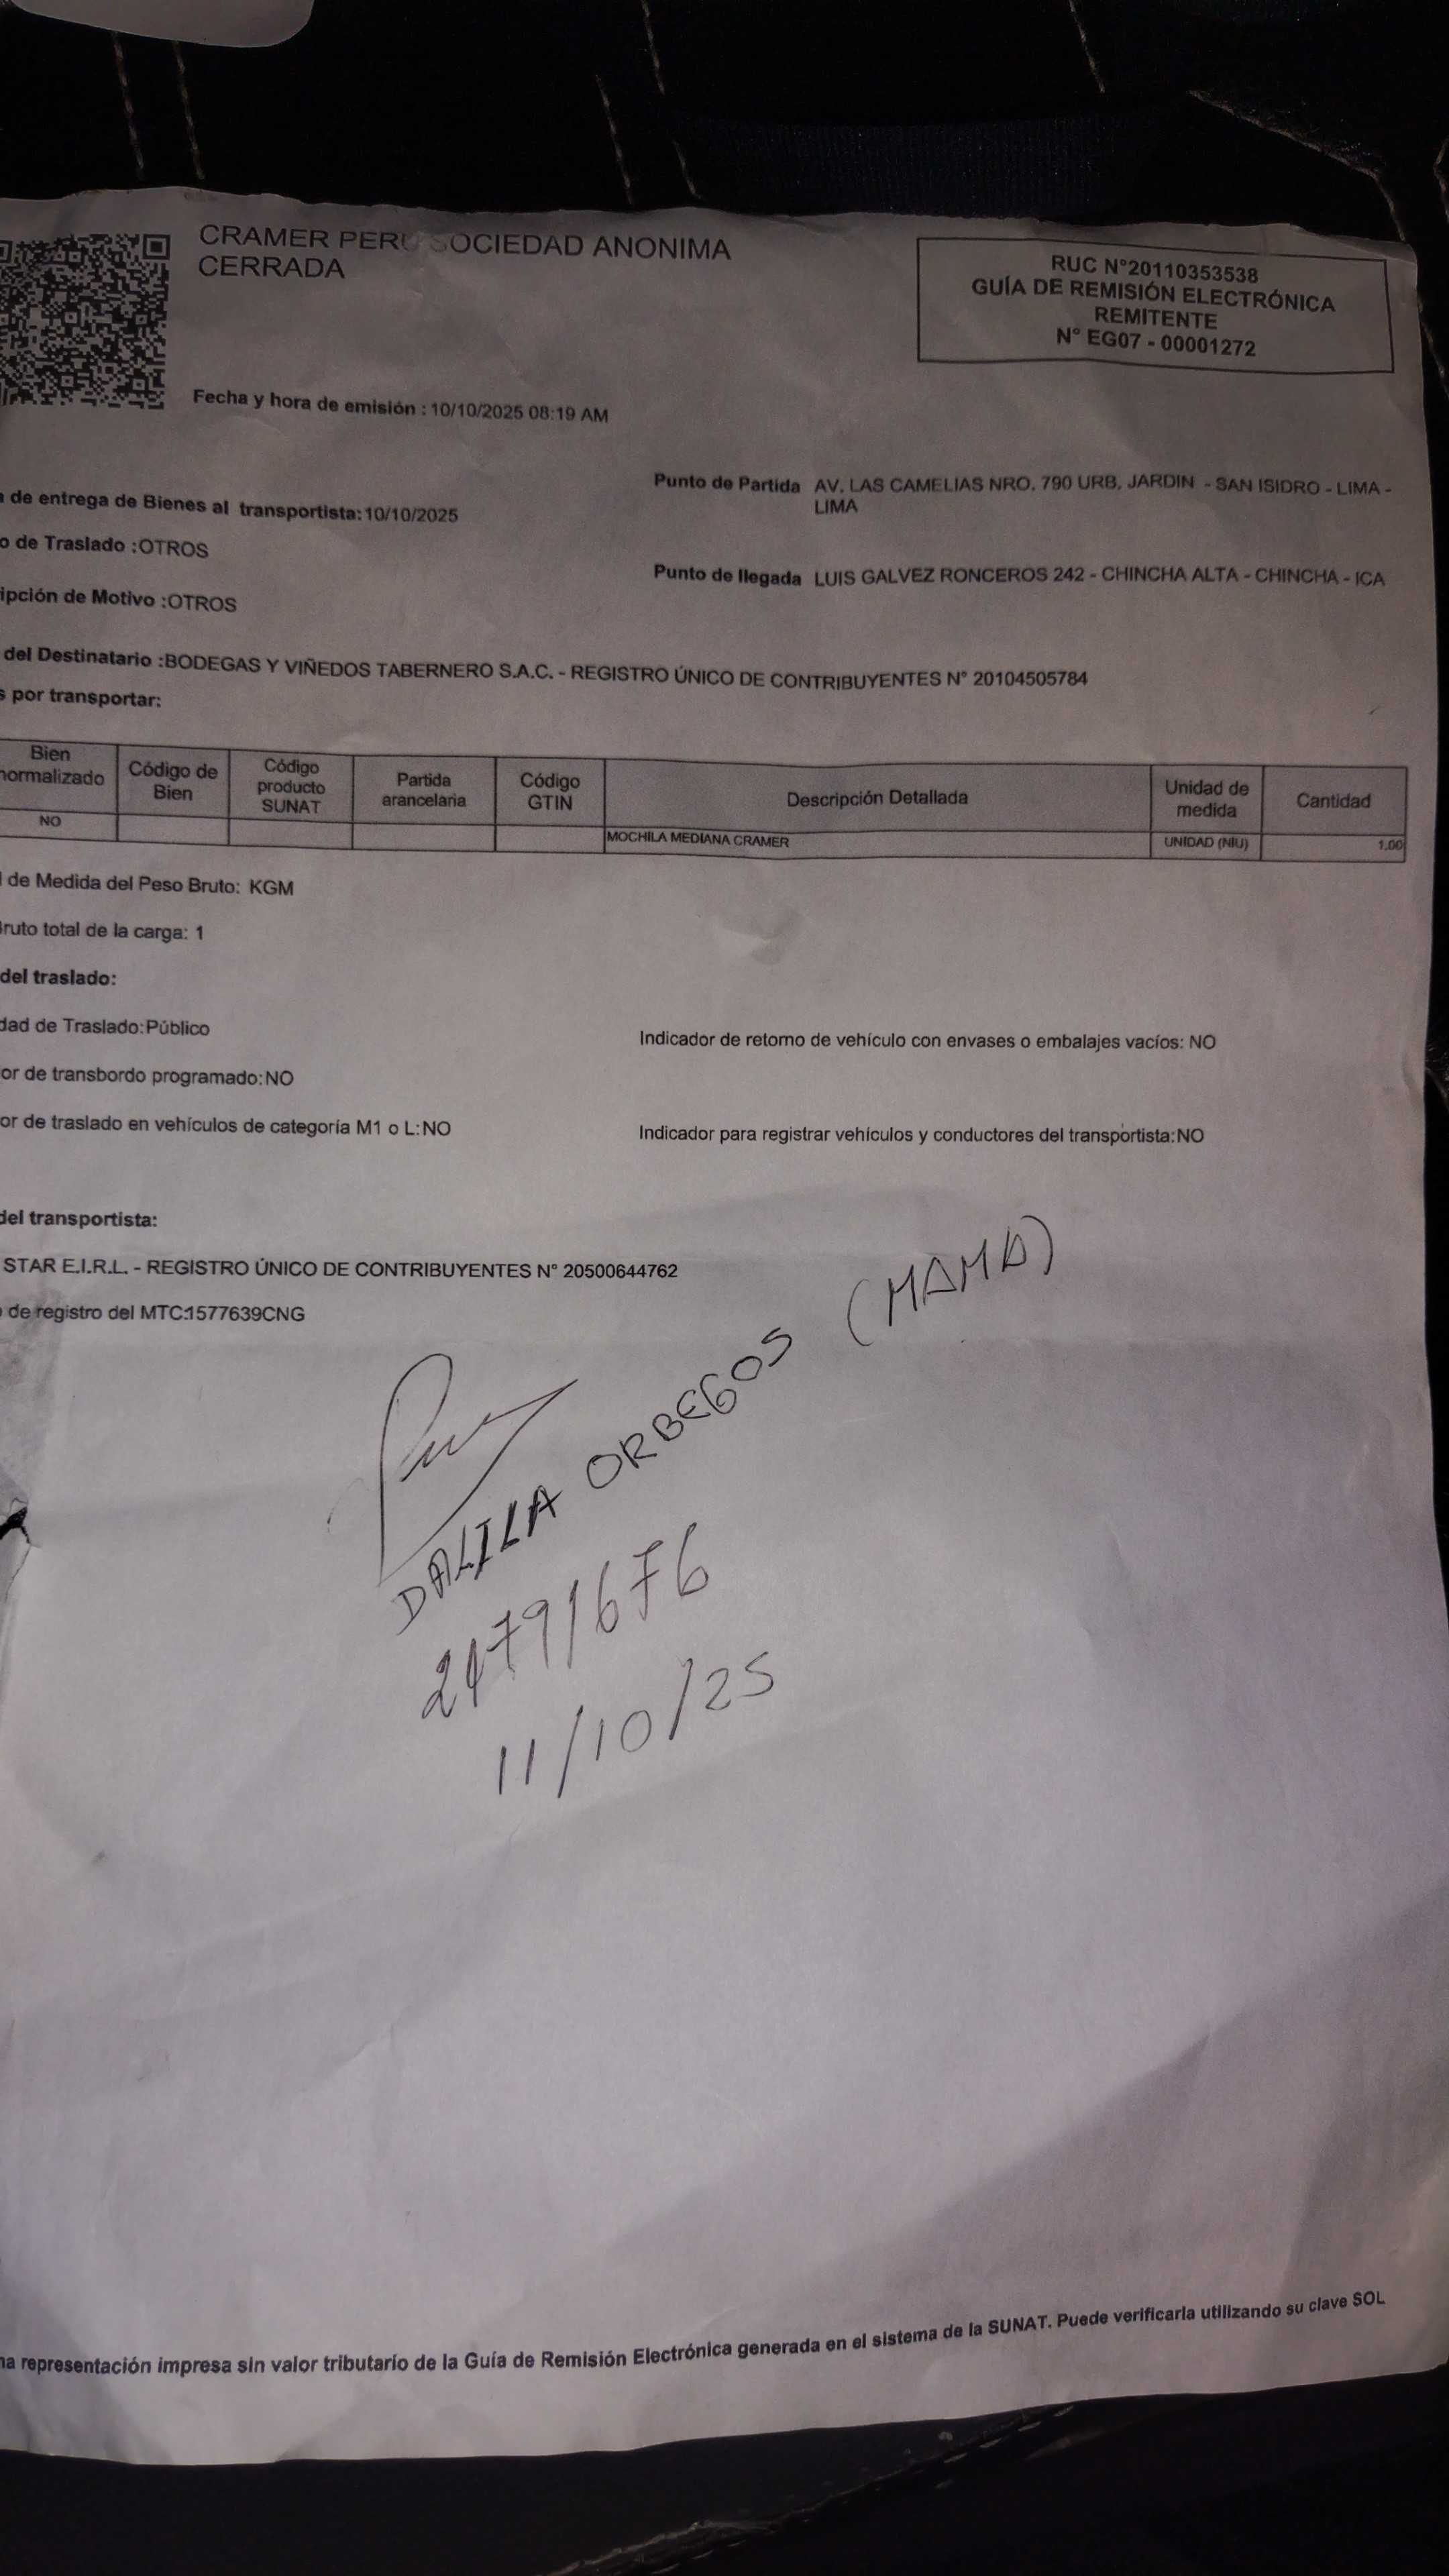 CRAMER PERU SOCIEDAD ANONIMA
CERRADA
RUC N°20110353538
GUÍA DE REMISIÓN ELECTRÓNICA
REMITENTE
N° EG07 - 00001272
Fecha y hora de emisión : 10/10/2025 08:19 AM
de entrega de Bienes al transportista:10/10/2025
Punto de Partida AV. LAS CAMELIAS NRO. 790 URB. JARDIN - SAN ISIDRO - LIMA -
LIMA
o de Traslado :OTROS
Punto de llegada LUIS GALVEZ RONCEROS 242 - CHINCHA ALTA - CHINCHA - ICA
ipción de Motivo :OTROS
del Destinatario :BODEGAS Y VIÑEDOS TABERNERO S.A.C. - REGISTRO ÚNICO DE CONTRIBUYENTES N° 20104505784
s por transportar:
Bien normalizado Código de Bien Código producto SUNAT Partida arancelaria Código GTIN Descripción Detallada Unidad de medida Cantidad
NO MOCHILA MEDIANA CRAMER UNIDAD (NIU) 1.00
de Medida del Peso Bruto: KGM
Bruto total de la carga: 1
del traslado:
dad de Traslado:Público
Indicador de retorno de vehículo con envases o embalajes vacíos: NO
or de transbordo programado:NO
or de traslado en vehículos de categoría M1 o L:NO
Indicador para registrar vehículos y conductores del transportista:NO
del transportista:
STAR E.I.R.L. - REGISTRO ÚNICO DE CONTRIBUYENTES N° 20500644762
de registro del MTC:1577639CNG
DALILA ORBEGOS (MAMA)
21791676
11/10/25
na representación impresa sin valor tributario de la Guía de Remisión Electrónica generada en el sistema de la SUNAT. Puede verificarla utilizando su clave SOL